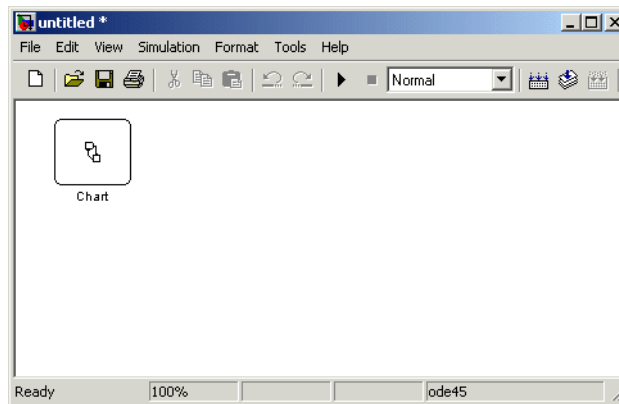 untitled *
File Edit View Simulation Format Tools Help
Normal
Chart
Ready 100% ode45